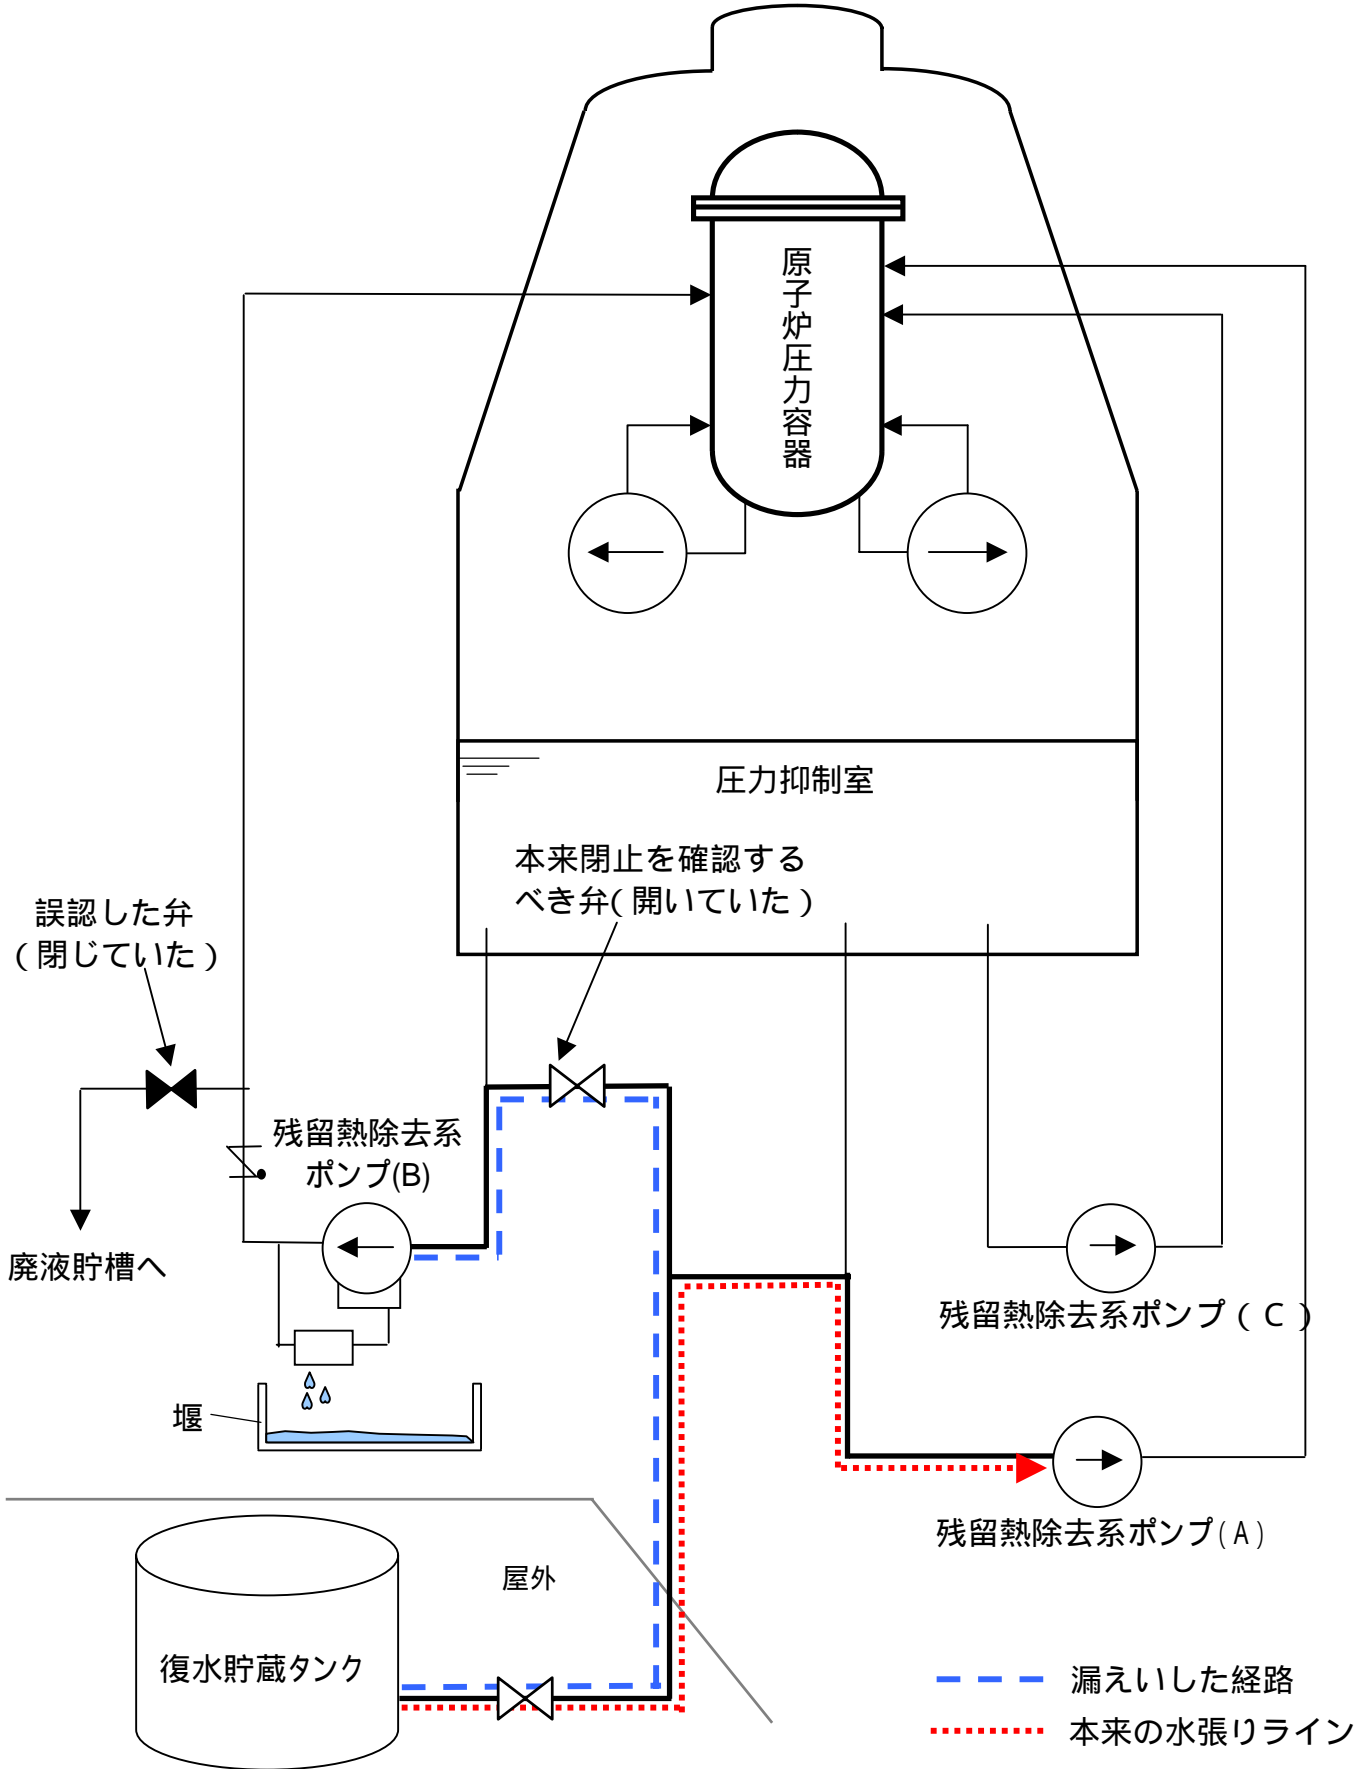 原子炉圧力容器
圧力抑制室
本来閉止を確認する
べき弁(開いていた)
誤認した弁
(閉じていた)
残留熱除去系
ポンプ(B)
廃液貯槽へ
残留熱除去系ポンプ(C)
堰
残留熱除去系ポンプ(A)
屋外
復水貯蔵タンク
漏えいした経路
本来の水張りライン